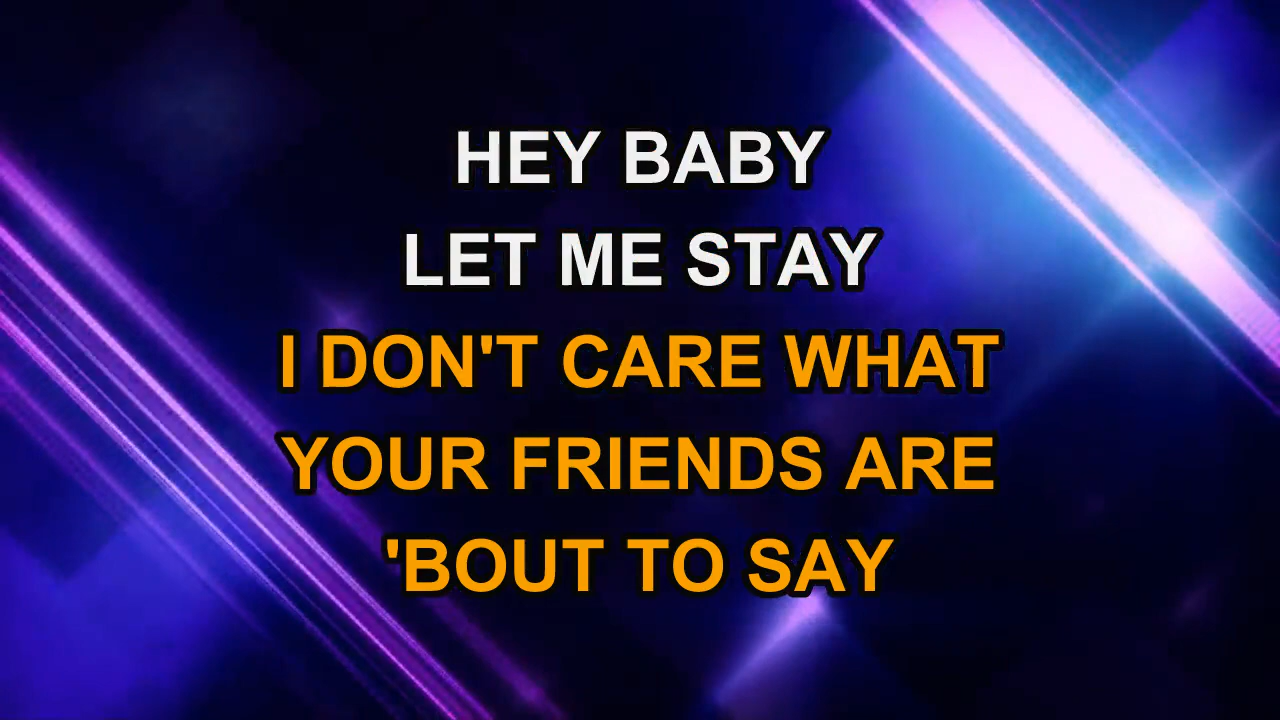 HEY BABY
LET ME STAY
I DON'T CARE WHAT
YOUR FRIENDS ARE
'BOUT TO SAY